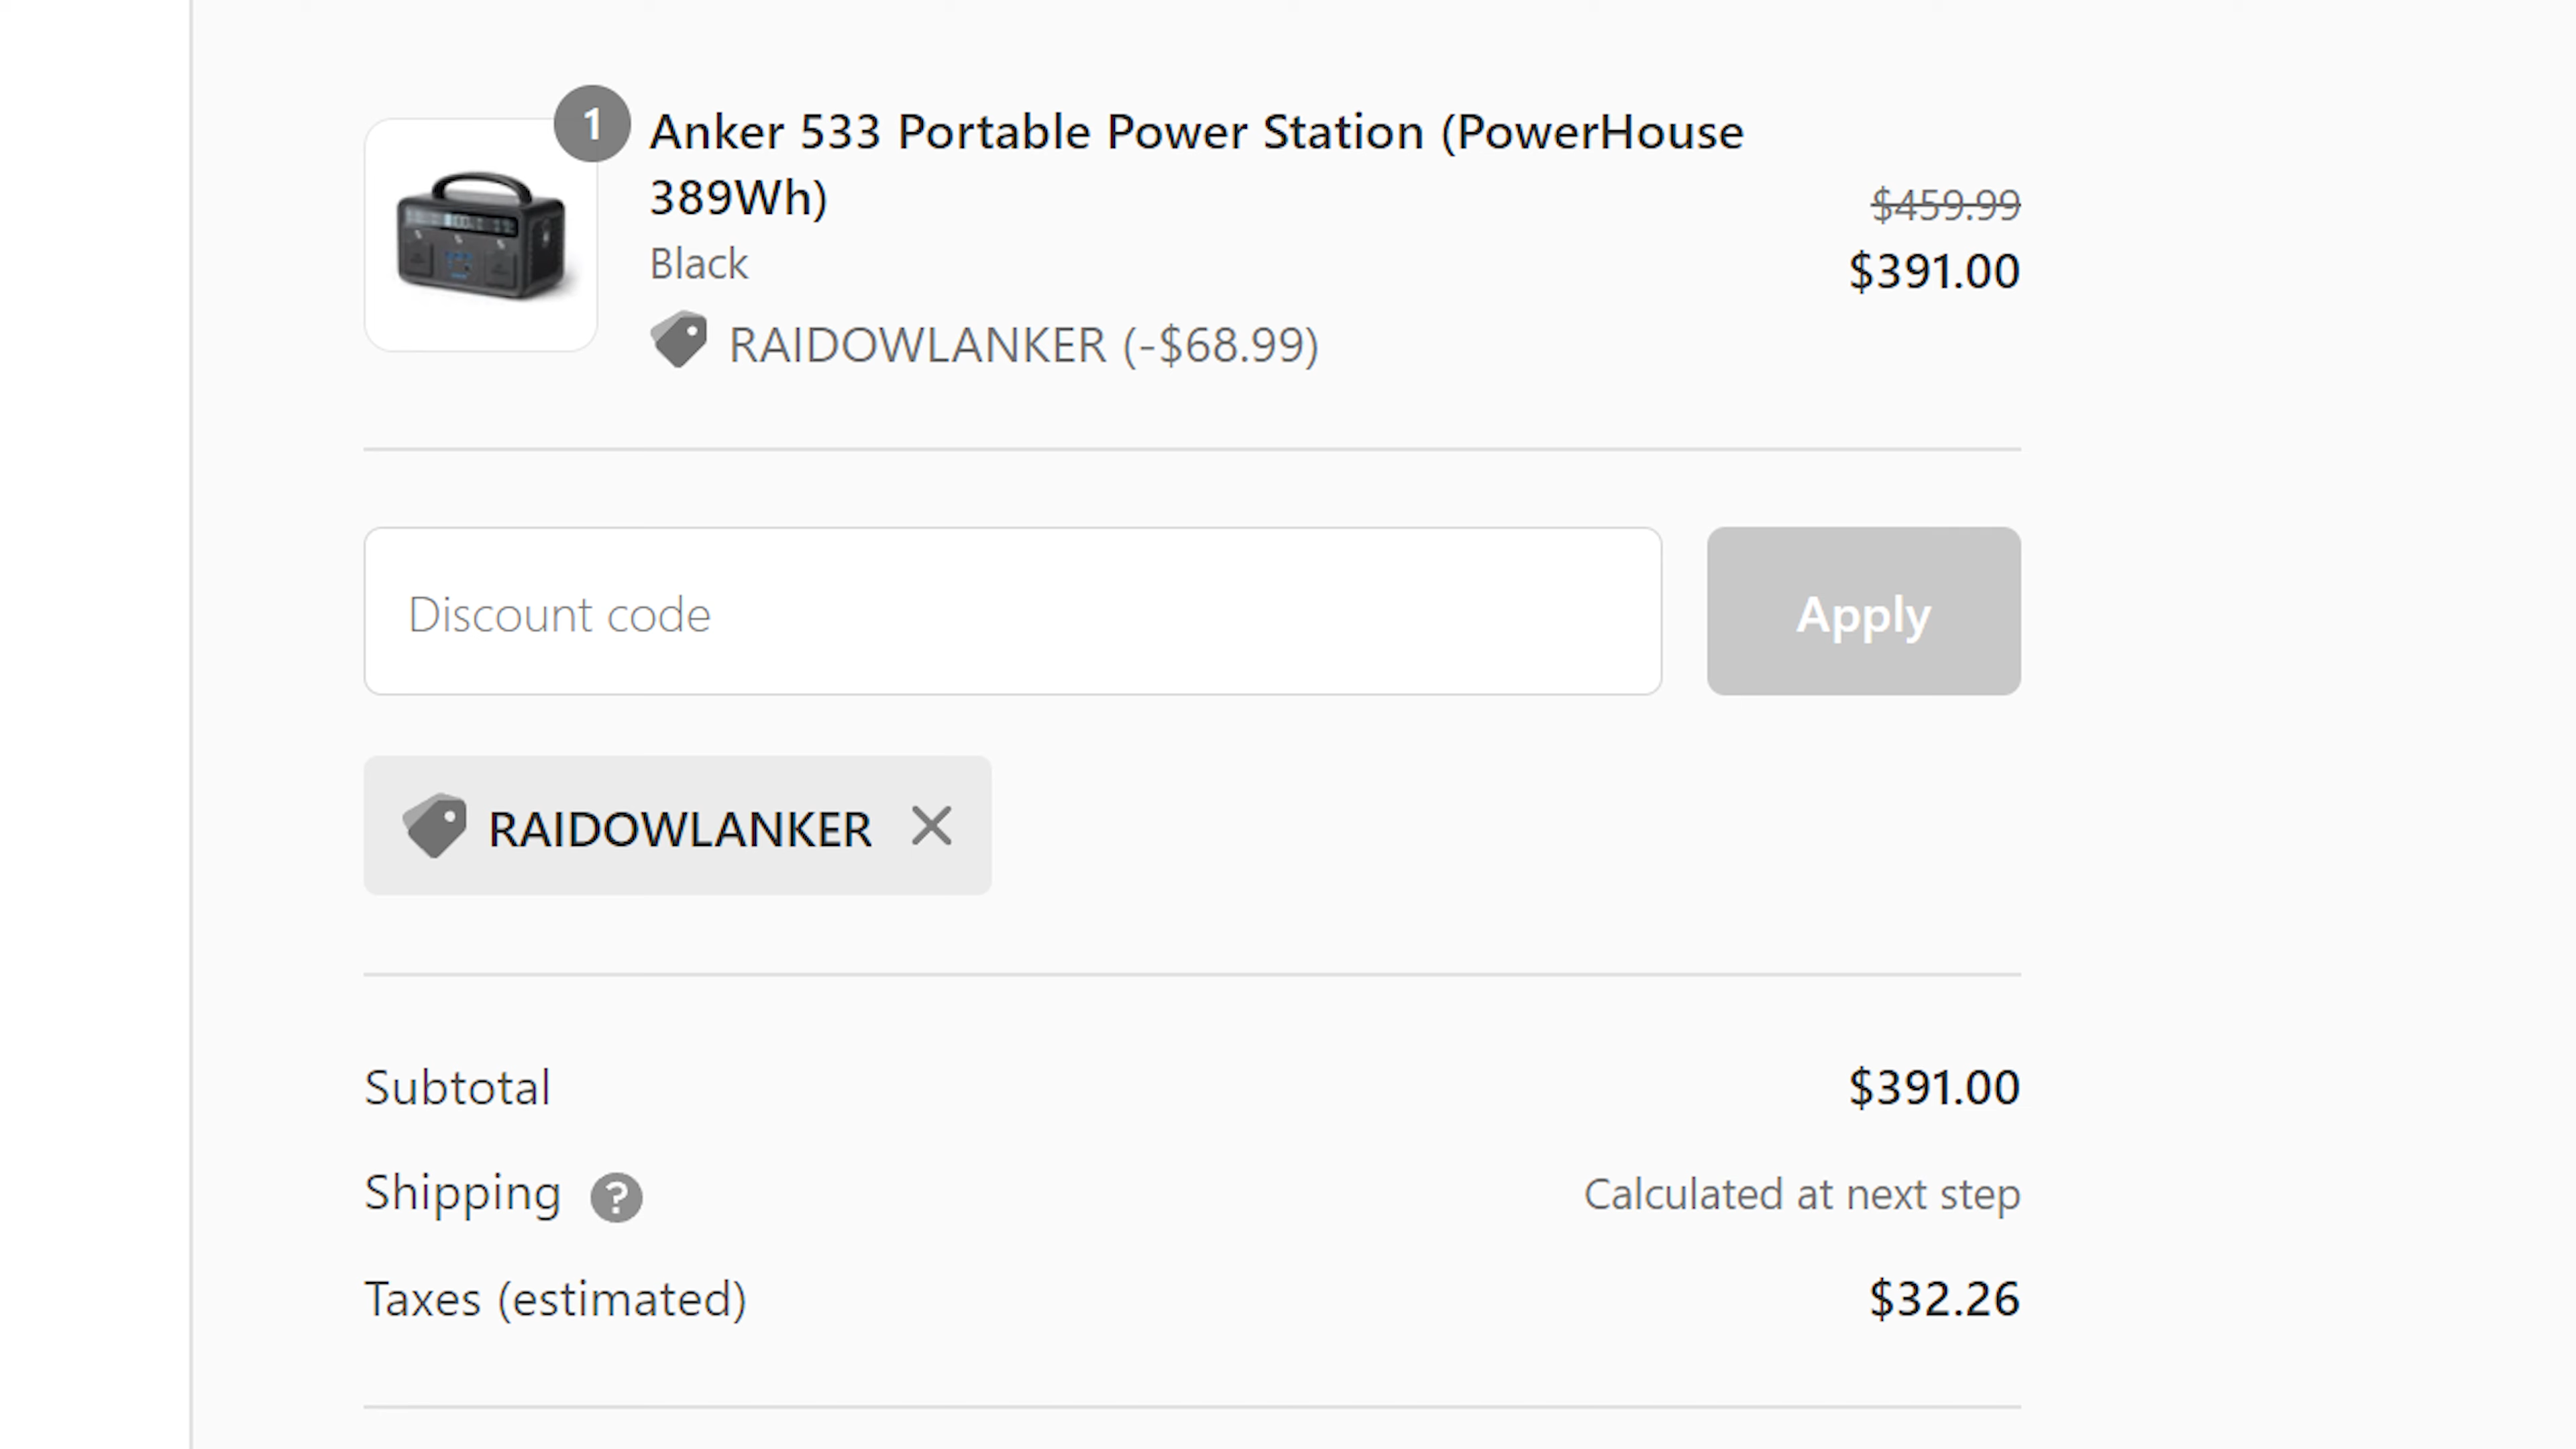 1
Anker 533 Portable Power Station (PowerHouse
389Wh)
$459.99
Black
$391.00
RAIDOWLANKER (-$68.99)
Discount code
Apply
RAIDOWLANKER
Subtotal
$391.00
Shipping ?
Calculated at next step
Taxes (estimated)
$32.26